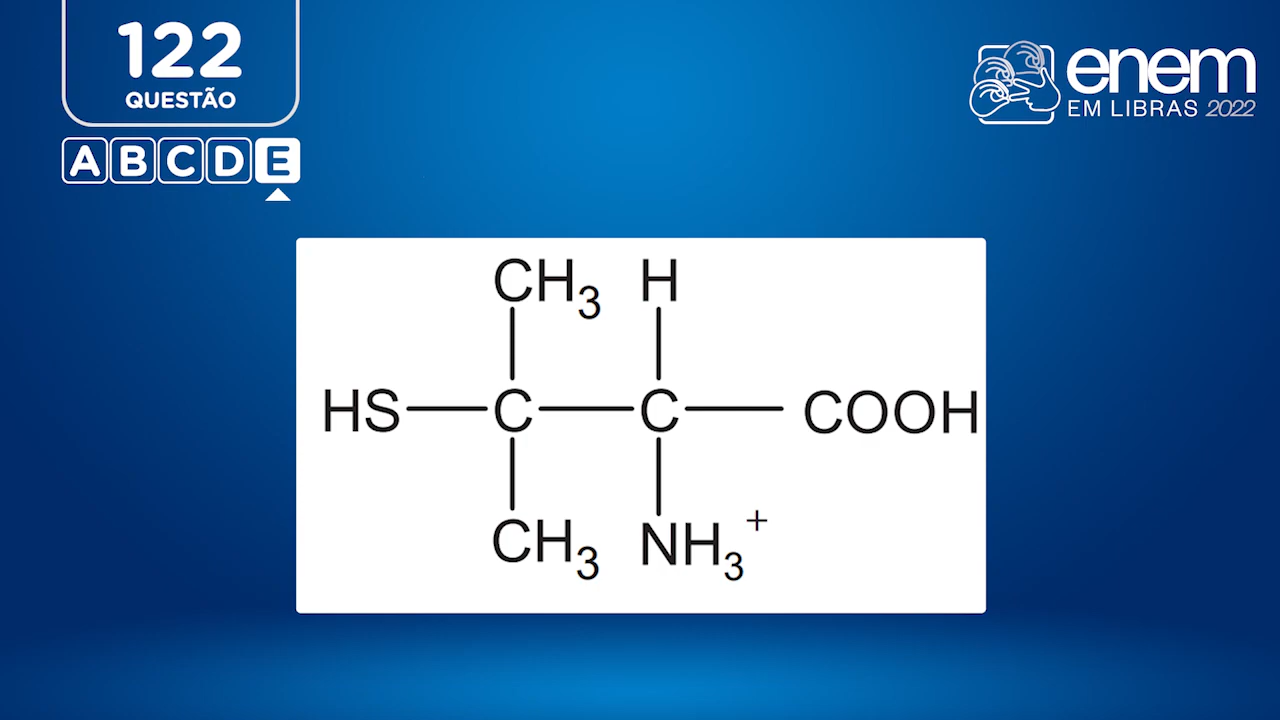 122
QUESTÃO
A B C D E
enem
EM LIBRAS 2022
CH3 H
HS C C COOH
CH3 NH3+